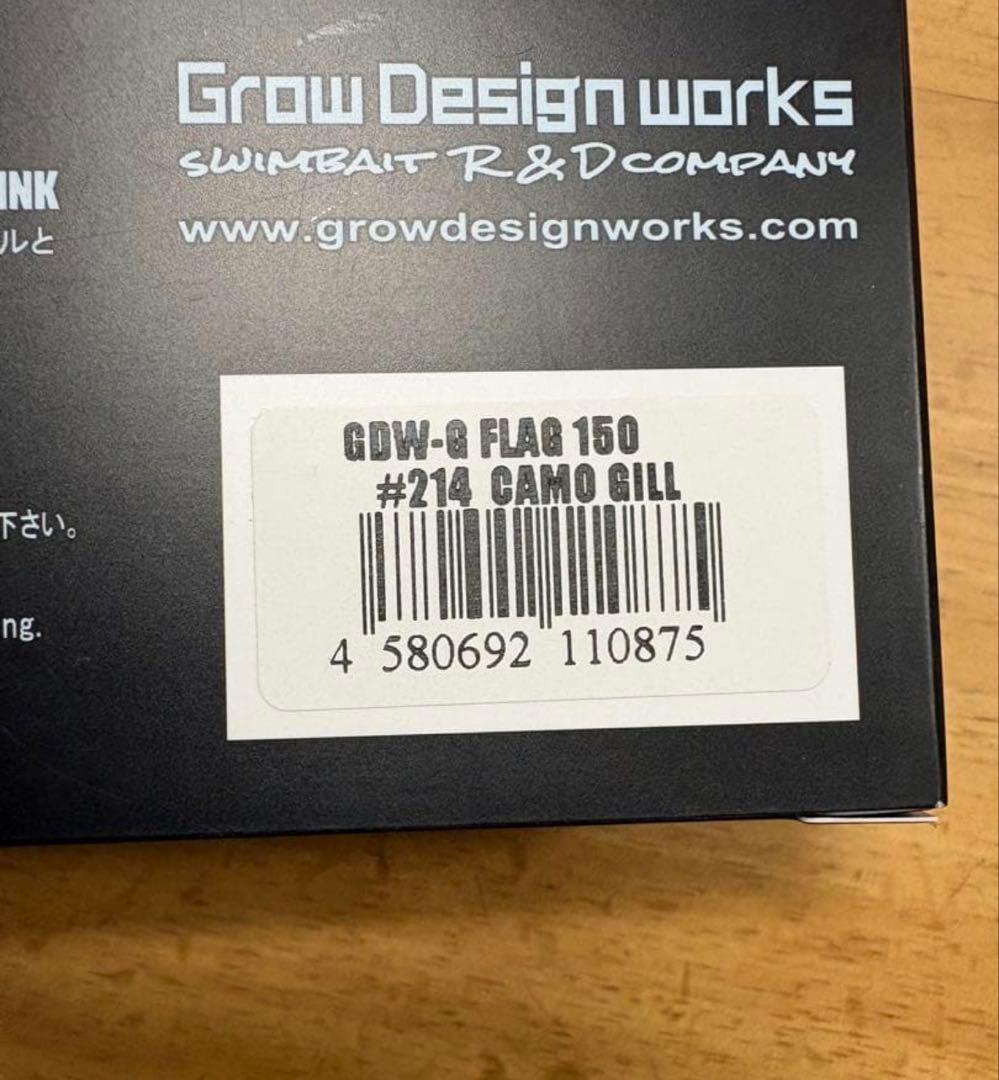 Grow Design works
SWIMBAIT R&D COMPANY
INK
www.growdesignworks.com
ルと
GDW-G FLAG 150
#214 CAMO GILL
下さい。
ng.
4 580692 110875